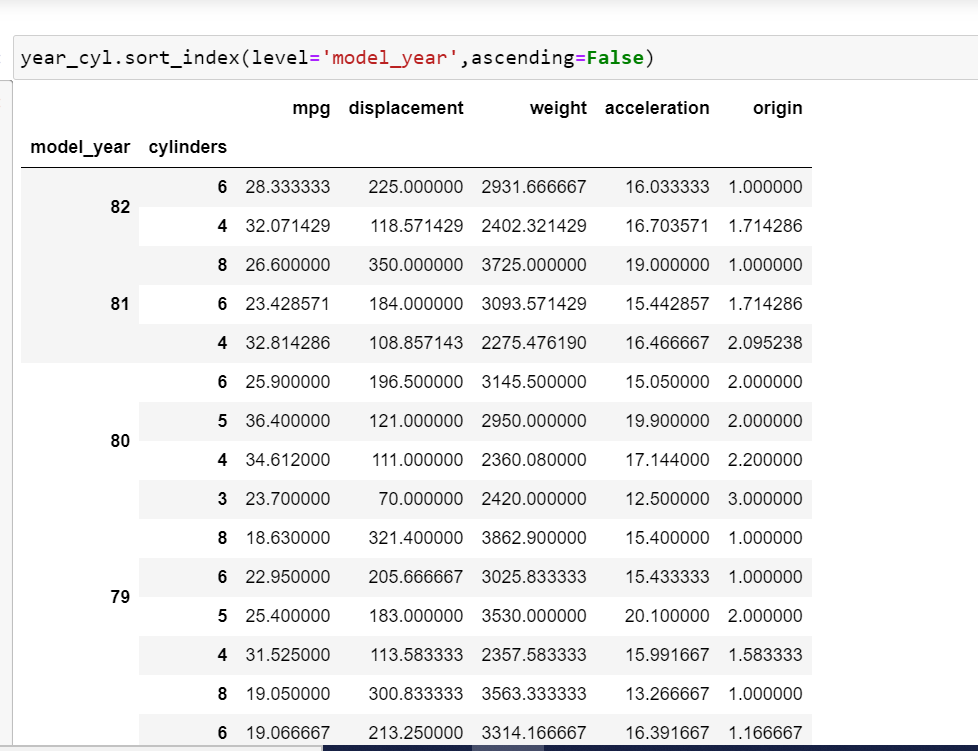 year_cyl.sort_index(level='model_year',ascending=False)
mpg displacement weight acceleration origin
model_year cylinders
82 6 28.333333 225.000000 2931.666667 16.033333 1.000000
4 32.071429 118.571429 2402.321429 16.703571 1.714286
81 8 26.600000 350.000000 3725.000000 19.000000 1.000000
6 23.428571 184.000000 3093.571429 15.442857 1.714286
4 32.814286 108.857143 2275.476190 16.466667 2.095238
80 6 25.900000 196.500000 3145.500000 15.050000 2.000000
5 36.400000 121.000000 2950.000000 19.900000 2.000000
4 34.612000 111.000000 2360.080000 17.144000 2.200000
3 23.700000 70.000000 2420.000000 12.500000 3.000000
79 8 18.630000 321.400000 3862.900000 15.400000 1.000000
6 22.950000 205.666667 3025.833333 15.433333 1.000000
5 25.400000 183.000000 3530.000000 20.100000 2.000000
4 31.525000 113.583333 2357.583333 15.991667 1.583333
8 19.050000 300.833333 3563.333333 13.266667 1.000000
6 19.066667 213.250000 3314.166667 16.391667 1.166667